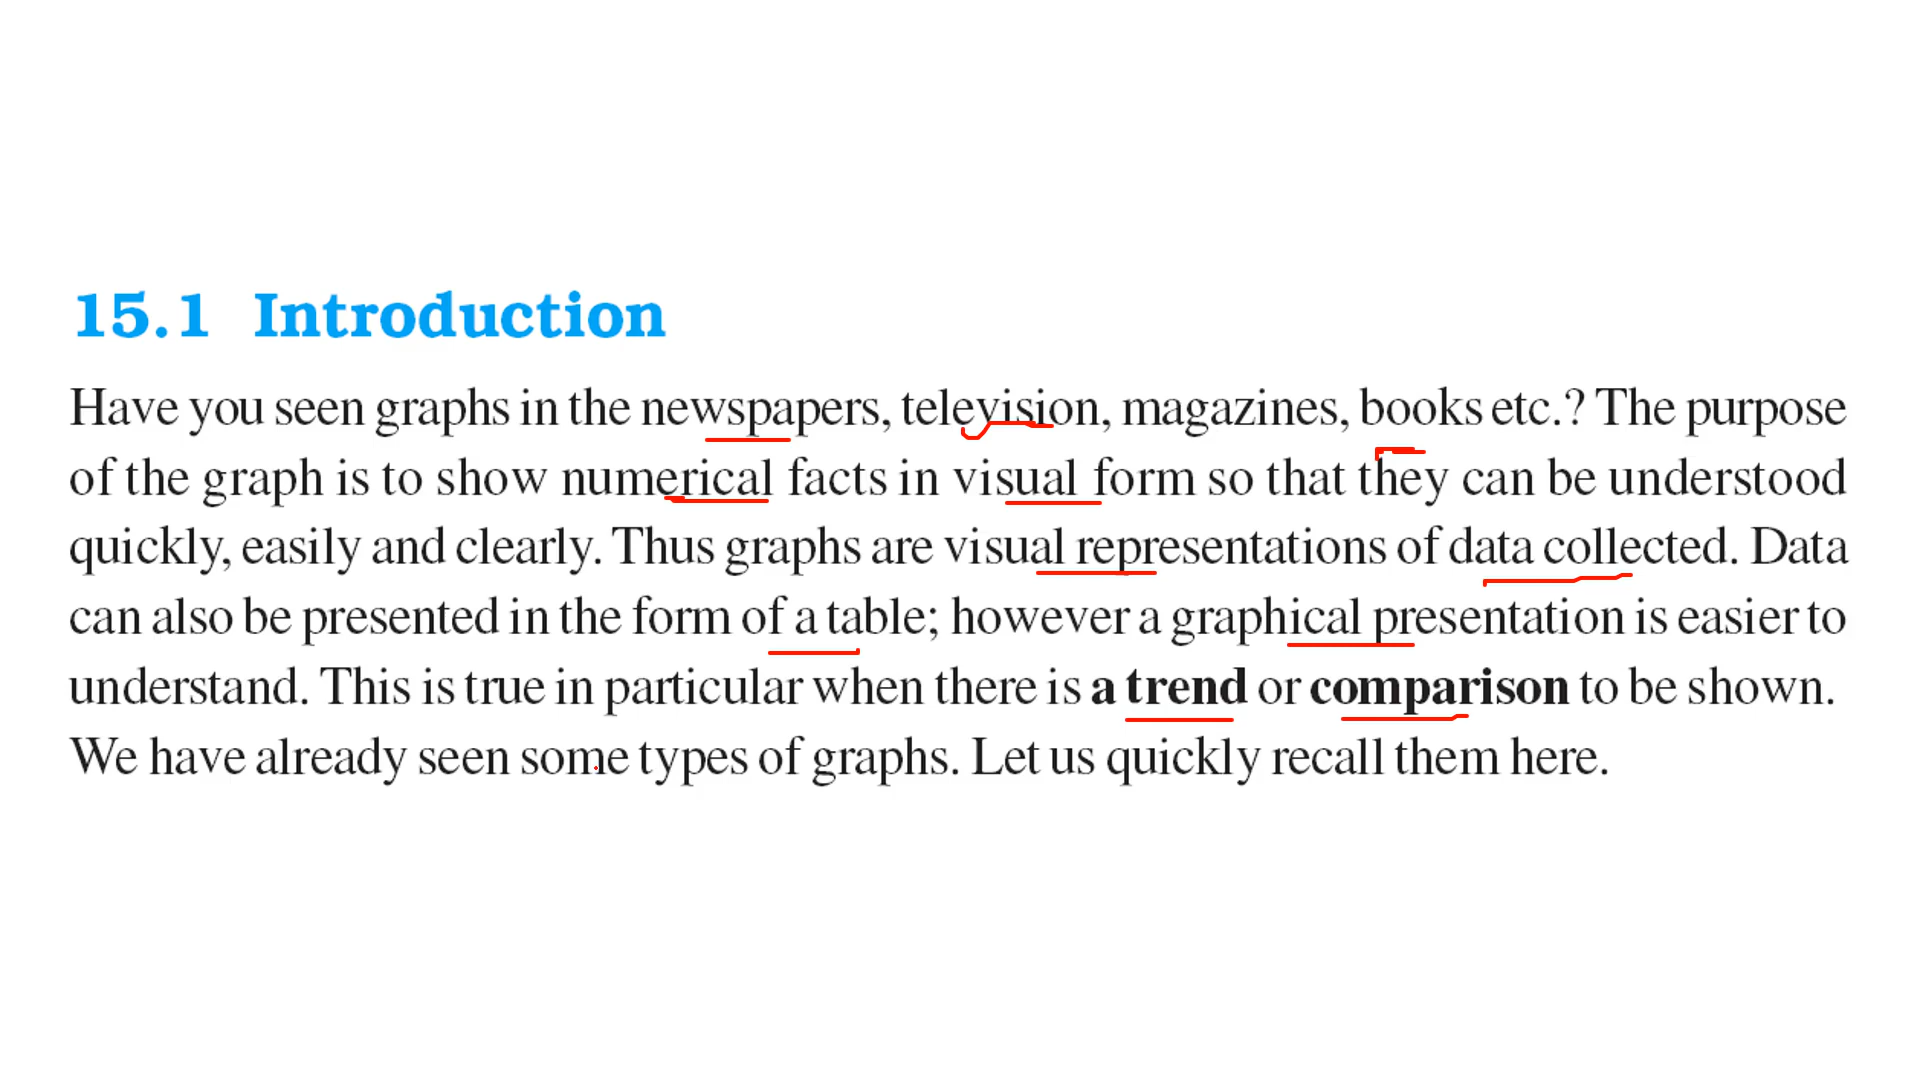 15.1 Introduction
Have you seen graphs in the newspapers, television, magazines, books etc.? The purpose
of the graph is to show numerical facts in visual form so that they can be understood
quickly, easily and clearly. Thus graphs are visual representations of data collected. Data
can also be presented in the form of a table; however a graphical presentation is easier to
understand. This is true in particular when there is a trend or comparison to be shown.
We have already seen some types of graphs. Let us quickly recall them here.